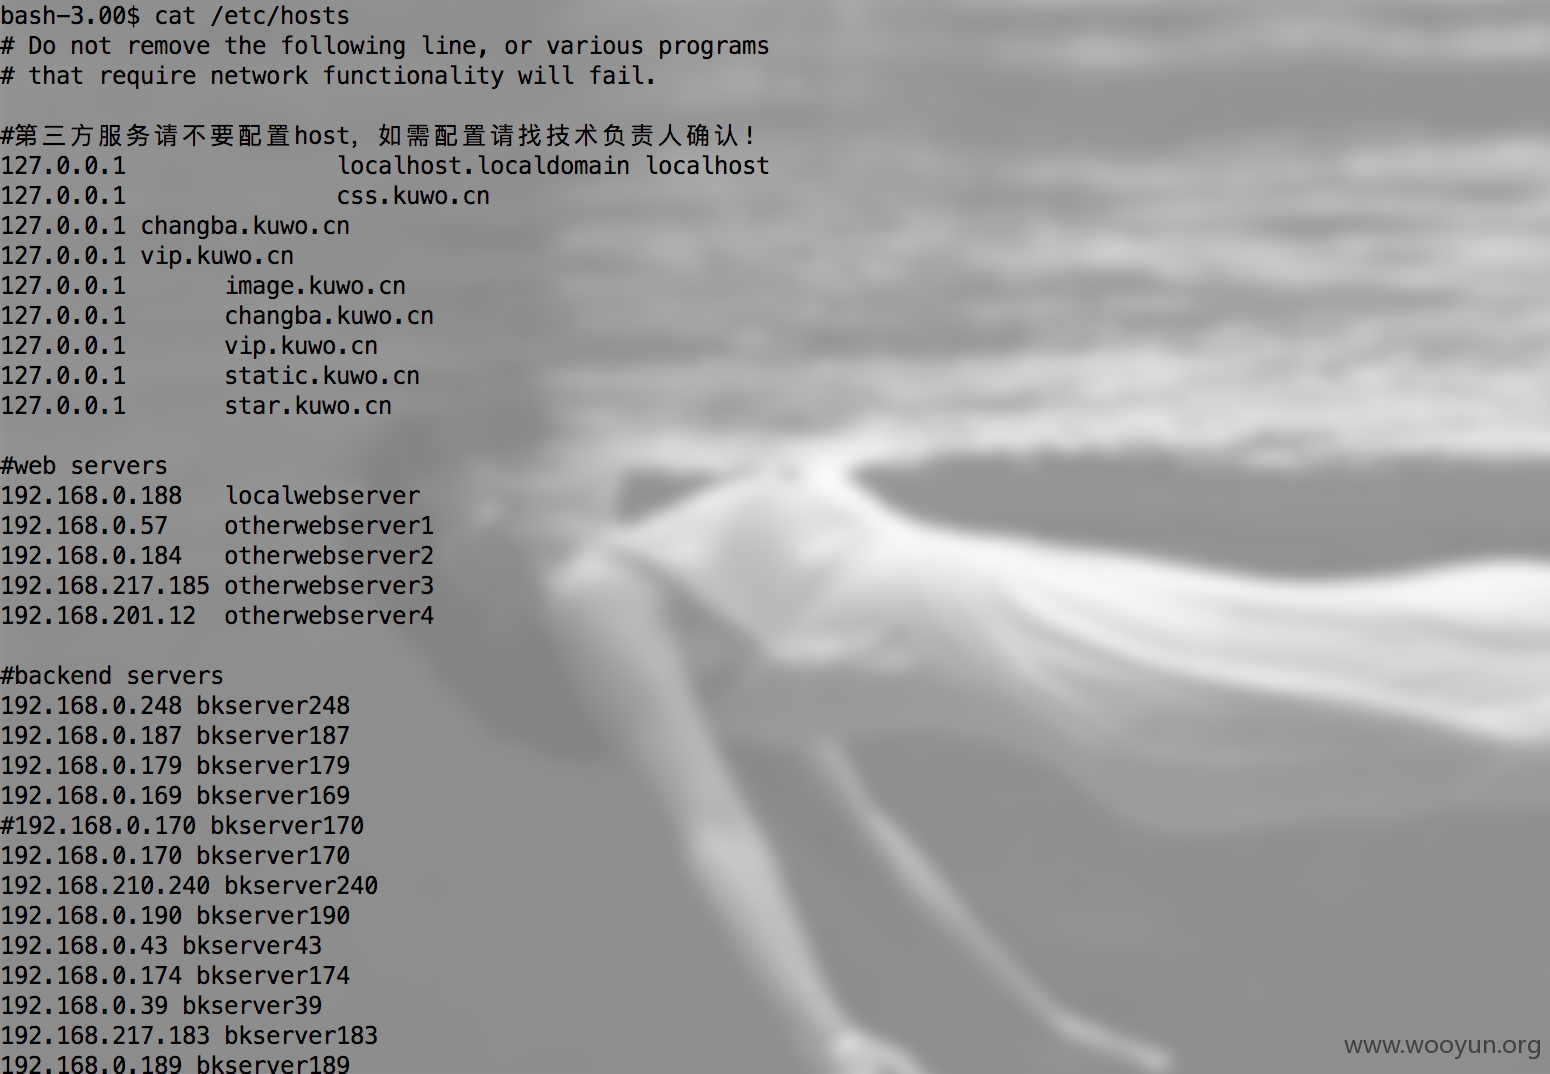 bash-3.00$ cat /etc/hosts
# Do not remove the following line, or various programs
# that require network functionality will fail.
#第三方服务请不要配置host，如需配置请找技术负责人确认！
127.0.0.1 localhost.localdomain localhost
127.0.0.1 css.kuwo.cn
127.0.0.1 changba.kuwo.cn
127.0.0.1 vip.kuwo.cn
127.0.0.1 image.kuwo.cn
127.0.0.1 changba.kuwo.cn
127.0.0.1 vip.kuwo.cn
127.0.0.1 static.kuwo.cn
127.0.0.1 star.kuwo.cn
#web servers
192.168.0.188 localwebserver
192.168.0.57 otherwebserver1
192.168.0.184 otherwebserver2
192.168.217.185 otherwebserver3
192.168.201.12 otherwebserver4
#backend servers
192.168.0.248 bkserver248
192.168.0.187 bkserver187
192.168.0.179 bkserver179
192.168.0.169 bkserver169
#192.168.0.170 bkserver170
192.168.0.170 bkserver170
192.168.210.240 bkserver240
192.168.0.190 bkserver190
192.168.0.43 bkserver43
192.168.0.174 bkserver174
192.168.0.39 bkserver39
192.168.217.183 bkserver183
192.168.0.189 bkserver189
www.wooyun.org